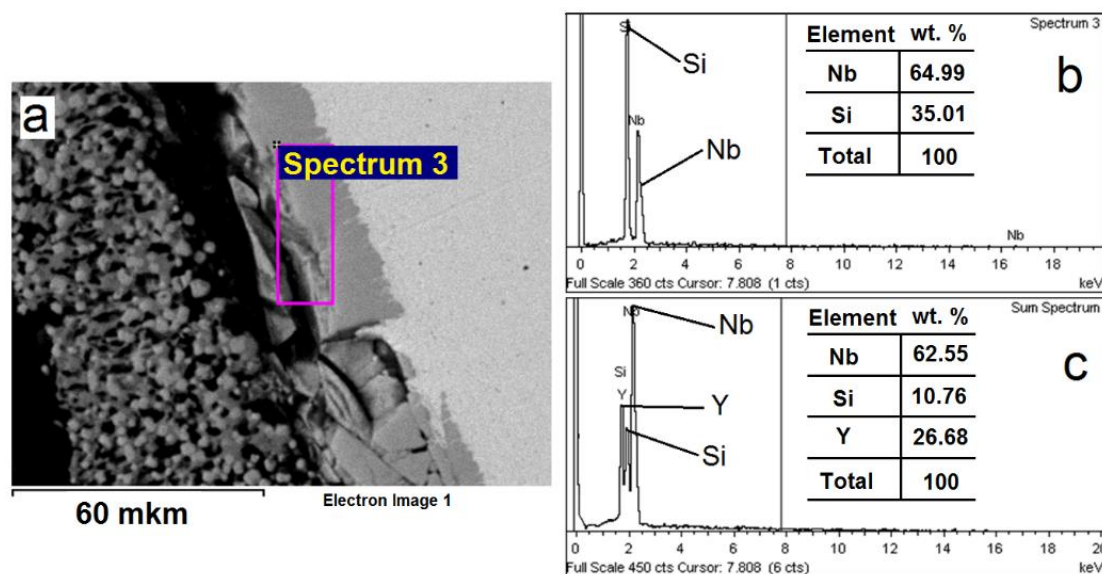 a
Spectrum 3
60 mkm
Electron Image 1
Spectrum 3
b
Si
Nb
Si
Nb
Nb
Element wt. %
Nb 64.99
Si 35.01
Total 100
0 2 4 6 8 10 12 14 16 18
Full Scale 360 cts Cursor: 7.808 (1 cts) keV
Sum Spectrum
c
Nb
Nb
Si
Y
Y
Si
Element wt. %
Nb 62.55
Si 10.76
Y 26.68
Total 100
0 2 4 6 8 10 12 14 16 18 20
Full Scale 450 cts Cursor: 7.808 (6 cts) keV